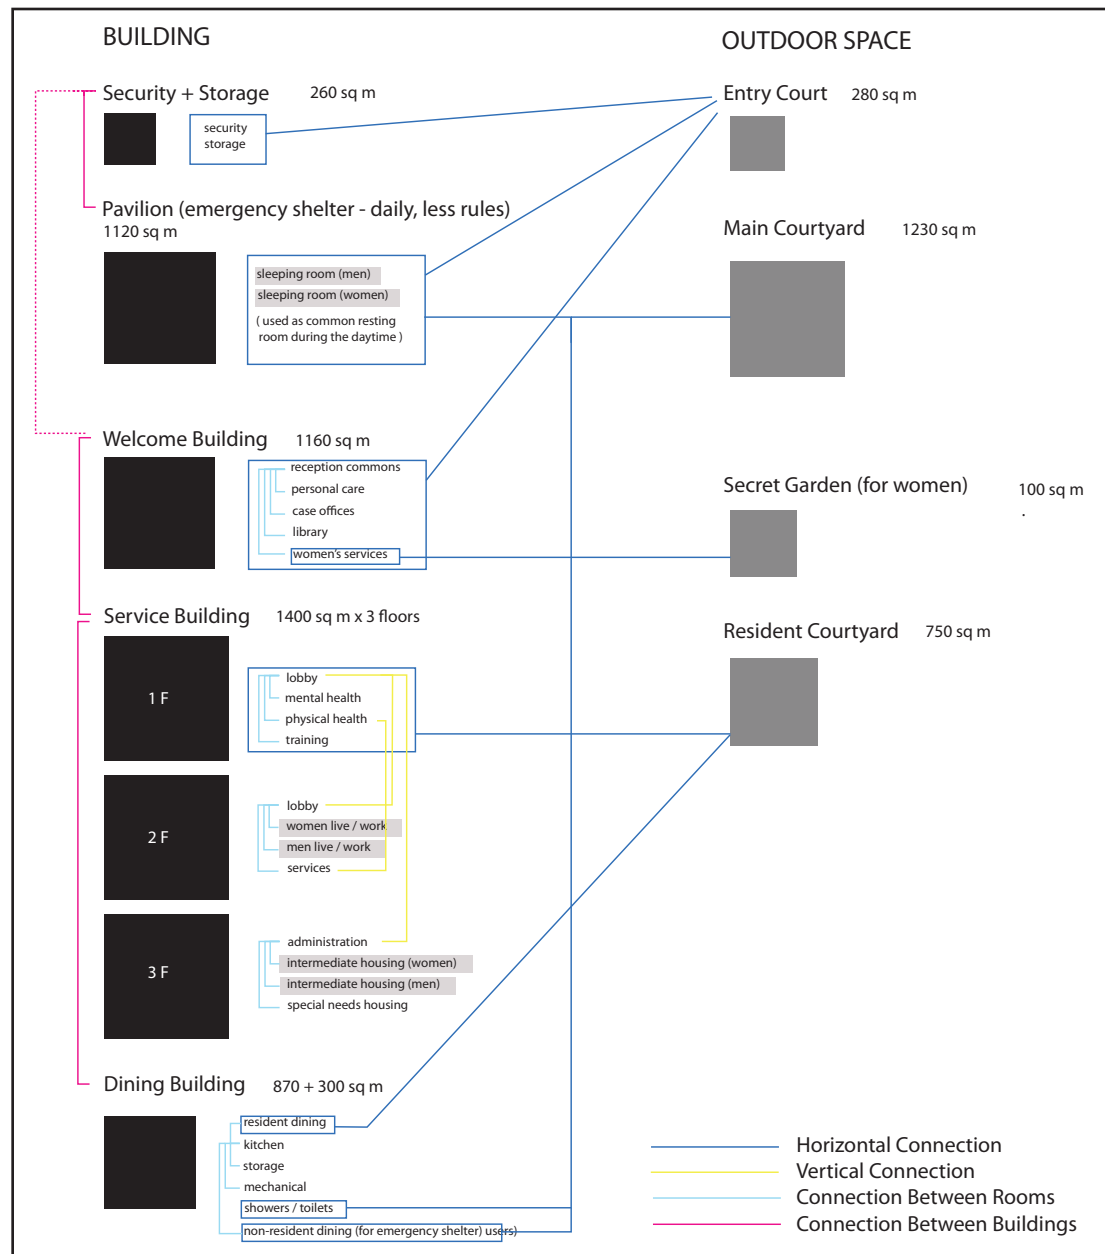 BUILDING
OUTDOOR SPACE
Security + Storage
260 sq m
security
storage
Entry Court
280 sq m
Pavilion (emergency shelter - daily, less rules)
1120 sq m
sleeping room (men)
sleeping room (women)
( used as common resting
room during the daytime )
Main Courtyard
1230 sq m
Welcome Building
1160 sq m
reception commons
personal care
case offices
library
women's services
Secret Garden (for women)
100 sq m
.
Service Building
1400 sq m x 3 floors
1 F
lobby
mental health
physical health
training
Resident Courtyard
750 sq m
2 F
lobby
women live / work
men live / work
services
3 F
administration
intermediate housing (women)
intermediate housing (men)
special needs housing
Dining Building
870 + 300 sq m
resident dining
kitchen
storage
mechanical
showers / toilets
non-resident dining (for emergency shelter) users)
Horizontal Connection
Vertical Connection
Connection Between Rooms
Connection Between Buildings